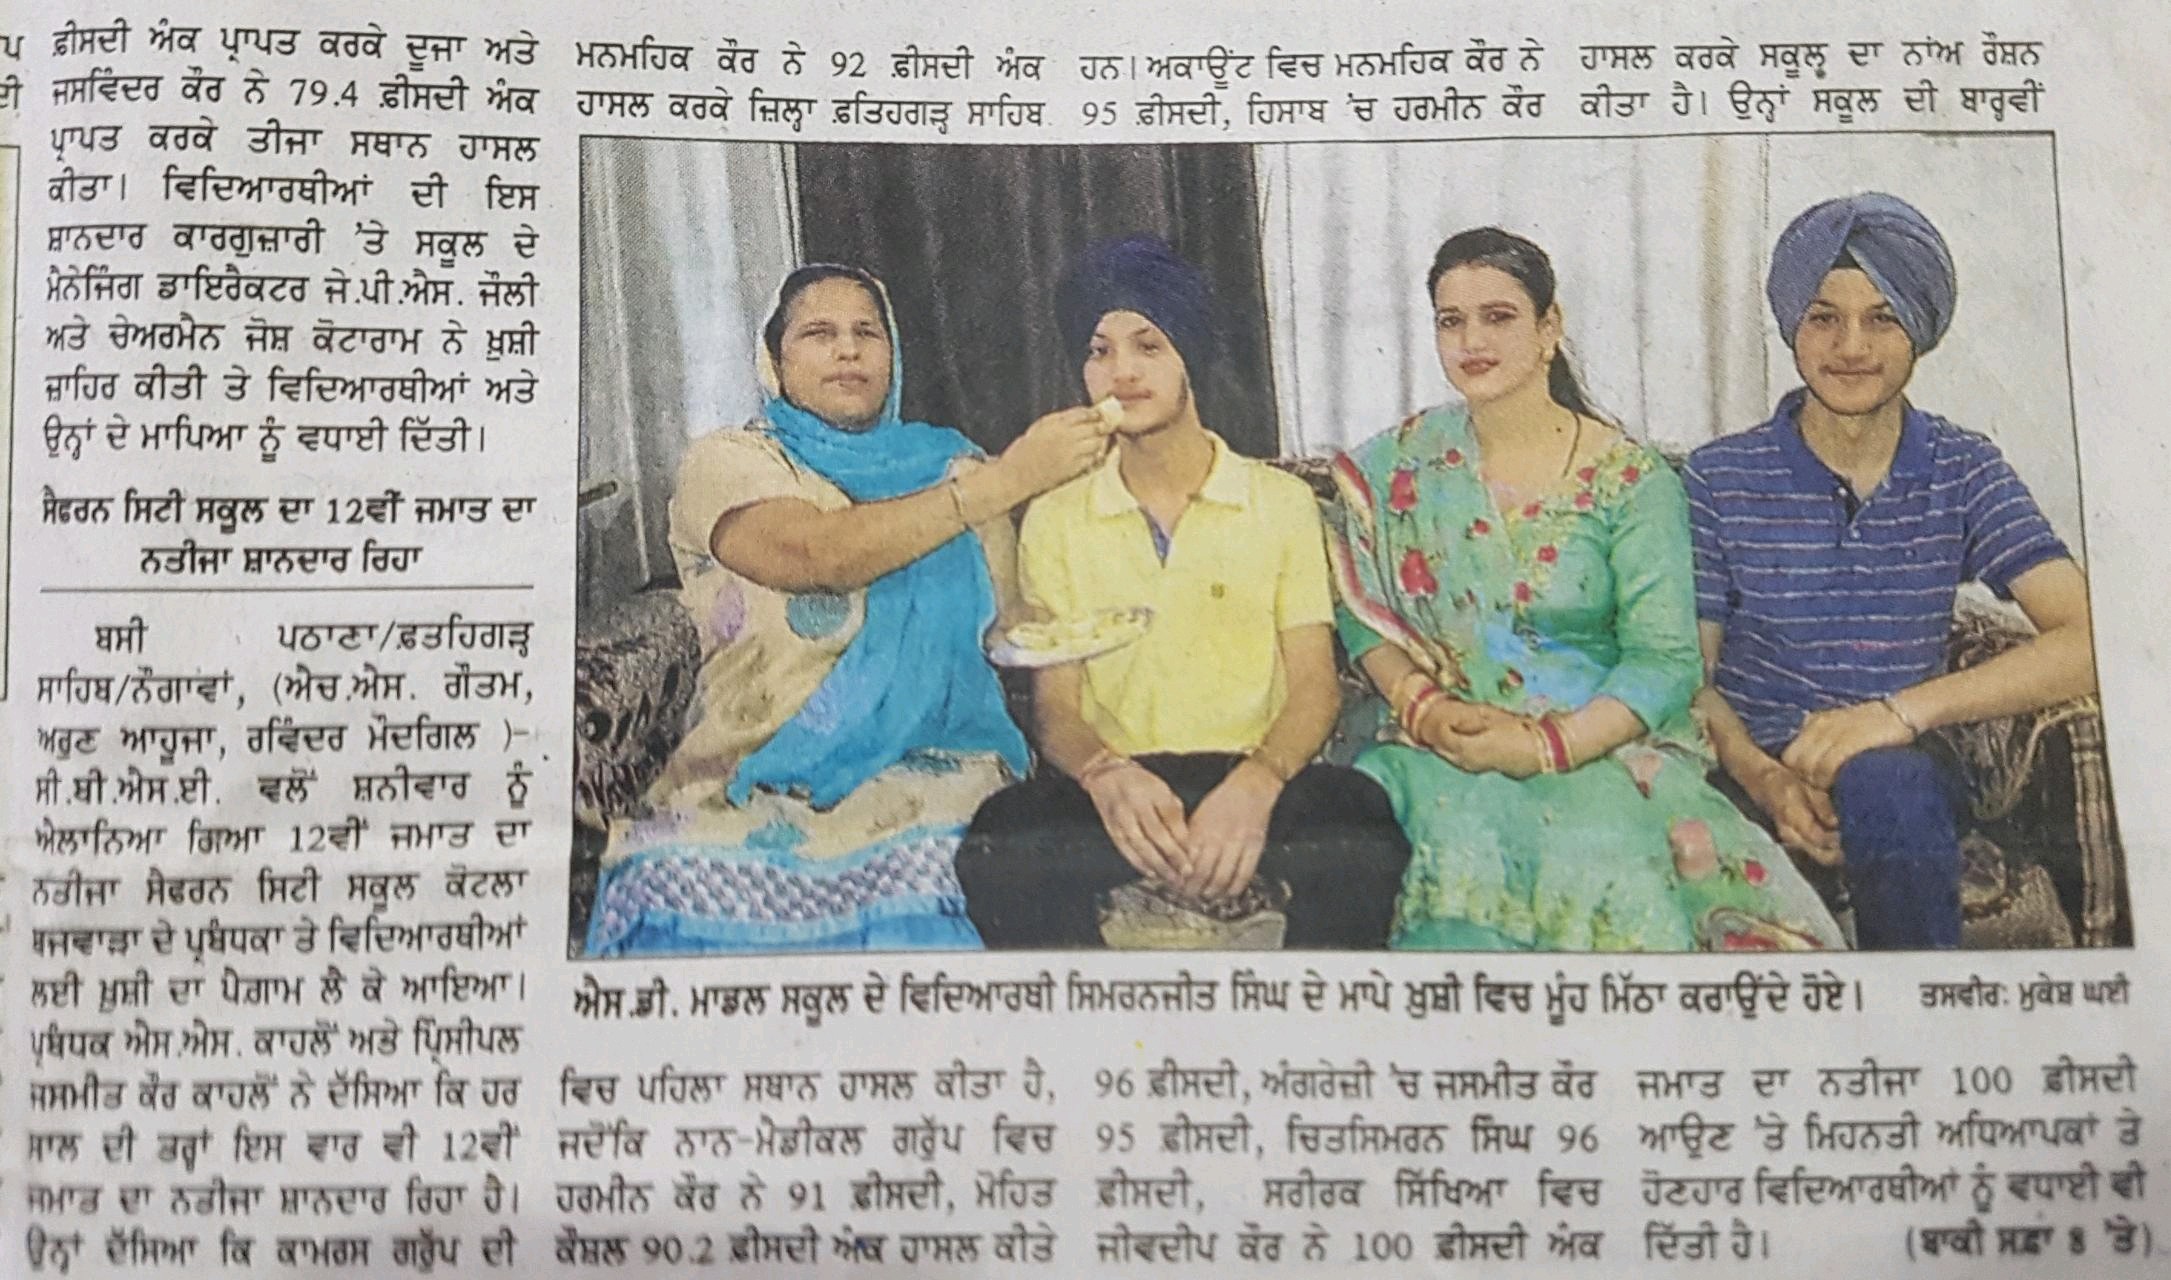 ਫ਼ੀਸਦੀ ਅੰਕ ਪ੍ਰਾਪਤ ਕਰਕੇ ਦੂਜਾ ਅਤੇ
ਜਸਵਿੰਦਰ ਕੌਰ ਨੇ 79.4 ਫ਼ੀਸਦੀ ਅੰਕ
ਪ੍ਰਾਪਤ ਕਰਕੇ ਤੀਜਾ ਸਥਾਨ ਹਾਸਲ
ਕੀਤਾ। ਵਿਦਿਆਰਥੀਆਂ ਦੀ ਇਸ
ਸ਼ਾਨਦਾਰ ਕਾਰਗੁਜ਼ਾਰੀ 'ਤੇ ਸਕੂਲ ਦੇ
ਮੈਨੇਜਿੰਗ ਡਾਇਰੈਕਟਰ ਜੇ.ਪੀ.ਐਸ. ਜੌਲੀ
ਅਤੇ ਚੇਅਰਮੈਨ ਜੋਸ਼ ਕੋਟਾਰਾਮ ਨੇ ਖ਼ੁਸ਼ੀ
ਜ਼ਾਹਿਰ ਕੀਤੀ ਤੇ ਵਿਦਿਆਰਥੀਆਂ ਅਤੇ
ਉਨ੍ਹਾਂ ਦੇ ਮਾਪਿਆ ਨੂੰ ਵਧਾਈ ਦਿੱਤੀ।
ਸੈਫਰਨ ਸਿਟੀ ਸਕੂਲ ਦਾ 12ਵੀਂ ਜਮਾਤ ਦਾ
ਨਤੀਜਾ ਸ਼ਾਨਦਾਰ ਰਿਹਾ
ਬਸੀ ਪਠਾਣਾ/ਫ਼ਤਹਿਗੜ੍ਹ
ਸਾਹਿਬ/ਨੌਗਾਵਾਂ, (ਐਚ.ਐਸ. ਗੌਤਮ,
ਅਰੁਣ ਆਹੂਜਾ, ਰਵਿੰਦਰ ਮੌਦਗਿਲ )-
ਸੀ.ਬੀ.ਐਸ.ਈ. ਵਲੋਂ ਸ਼ਨੀਵਾਰ ਨੂੰ
ਐਲਾਨਿਆ ਗਿਆ 12ਵੀਂ ਜਮਾਤ ਦਾ
ਨਤੀਜਾ ਸੈਫਰਨ ਸਿਟੀ ਸਕੂਲ ਕੋਟਲਾ
ਬਜਵਾੜਾ ਦੇ ਪ੍ਰਬੰਧਕਾ ਤੇ ਵਿਦਿਆਰਥੀਆਂ
ਲਈ ਖ਼ੁਸ਼ੀ ਦਾ ਪੈਗ਼ਾਮ ਲੈ ਕੇ ਆਇਆ।
ਪ੍ਰਬੰਧਕ ਐਸ.ਐਸ. ਕਾਹਲੋਂ ਅਤੇ ਪ੍ਰਿੰਸੀਪਲ
ਜਸਮੀਤ ਕੌਰ ਕਾਹਲੋਂ ਨੇ ਦੱਸਿਆ ਕਿ ਹਰ
ਸਾਲ ਦੀ ਤਰ੍ਹਾਂ ਇਸ ਵਾਰ ਵੀ 12ਵੀਂ
ਜਮਾਤ ਦਾ ਨਤੀਜਾ ਸ਼ਾਨਦਾਰ ਰਿਹਾ ਹੈ।
ਉਨ੍ਹਾਂ ਦੱਸਿਆ ਕਿ ਕਾਮਰਸ ਗਰੁੱਪ ਦੀ
ਮਨਮਹਿਕ ਕੌਰ ਨੇ 92 ਫ਼ੀਸਦੀ ਅੰਕ
ਹਾਸਲ ਕਰਕੇ ਜ਼ਿਲ੍ਹਾ ਫ਼ਤਿਹਗੜ੍ਹ ਸਾਹਿਬ
ਵਿਚ ਪਹਿਲਾ ਸਥਾਨ ਹਾਸਲ ਕੀਤਾ ਹੈ,
ਜਦੋਂਕਿ ਨਾਨ-ਮੈਡੀਕਲ ਗਰੁੱਪ ਵਿਚ
ਹਰਮੀਨ ਕੌਰ ਨੇ 91 ਫ਼ੀਸਦੀ, ਮੋਹਿਤ
ਕੌਸ਼ਲ 90.2 ਫ਼ੀਸਦੀ ਅੰਕ ਹਾਸਲ ਕੀਤੇ
ਹਨ। ਅਕਾਊਂਟ ਵਿਚ ਮਨਮਹਿਕ ਕੌਰ ਨੇ
95 ਫ਼ੀਸਦੀ, ਹਿਸਾਬ 'ਚ ਹਰਮੀਨ ਕੌਰ
96 ਫ਼ੀਸਦੀ, ਅੰਗਰੇਜ਼ੀ 'ਚ ਜਸਮੀਤ ਕੌਰ
95 ਫ਼ੀਸਦੀ, ਚਿਤਸਿਮਰਨ ਸਿੰਘ 96
ਫ਼ੀਸਦੀ, ਸਰੀਰਕ ਸਿੱਖਿਆ ਵਿਚ
ਜੀਵਦੀਪ ਕੌਰ ਨੇ 100 ਫ਼ੀਸਦੀ ਅੰਕ
ਹਾਸਲ ਕਰਕੇ ਸਕੂਲ ਦਾ ਨਾਂਅ ਰੌਸ਼ਨ
ਕੀਤਾ ਹੈ। ਉਨ੍ਹਾਂ ਸਕੂਲ ਦੀ ਬਾਰ੍ਹਵੀਂ
ਜਮਾਤ ਦਾ ਨਤੀਜਾ 100 ਫ਼ੀਸਦੀ
ਆਉਣ 'ਤੇ ਮਿਹਨਤੀ ਅਧਿਆਪਕਾਂ ਤੇ
ਹੋਣਹਾਰ ਵਿਦਿਆਰਥੀਆਂ ਨੂੰ ਵਧਾਈ ਵੀ
ਦਿੱਤੀ ਹੈ। (ਬਾਕੀ ਸਫ਼ਾ 8 'ਤੇ)
ਐਸ.ਡੀ. ਮਾਡਲ ਸਕੂਲ ਦੇ ਵਿਦਿਆਰਥੀ ਸਿਮਰਨਜੀਤ ਸਿੰਘ ਦੇ ਮਾਪੇ ਖ਼ੁਸ਼ੀ ਵਿਚ ਮੂੰਹ ਮਿੱਠਾ ਕਰਾਉਂਦੇ ਹੋਏ। ਤਸਵੀਰ: ਮੁਕੇਸ਼ ਘਈ